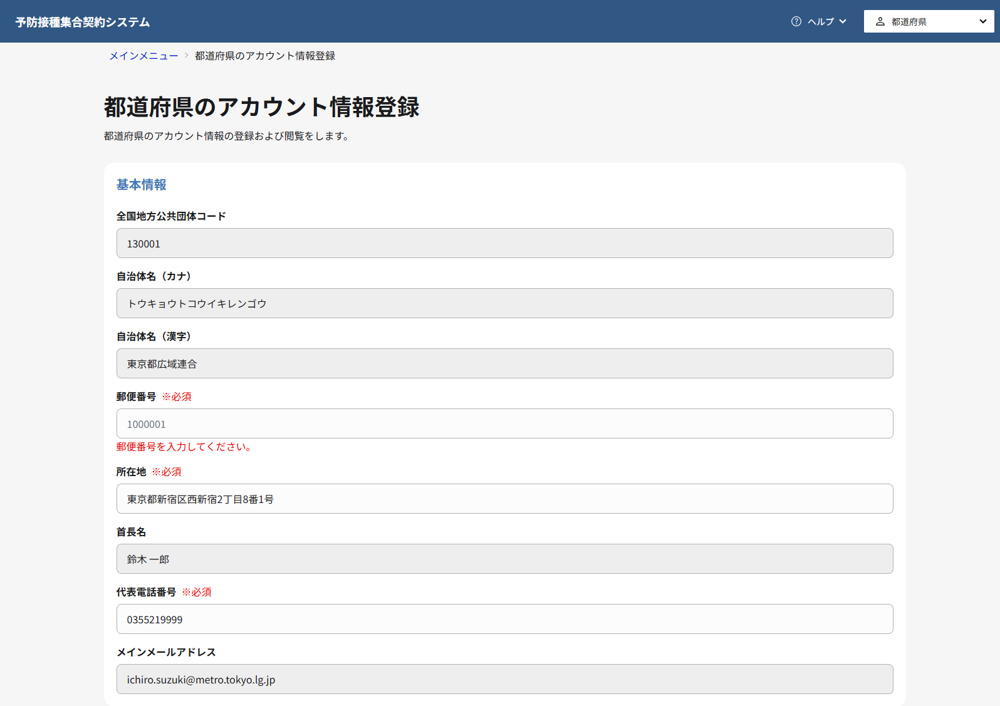 予防接種集合契約システム
ヘルプ
都道府県
メインメニュー > 都道府県のアカウント情報登録
都道府県のアカウント情報登録
都道府県のアカウント情報の登録および閲覧をします。
基本情報
全国地方公共団体コード
130001
自治体名（カナ）
トウキョウトコウイキレンゴウ
自治体名（漢字）
東京都広域連合
郵便番号 ※必須
1000001
郵便番号を入力してください。
所在地 ※必須
東京都新宿区西新宿2丁目8番1号
首長名
鈴木 一郎
代表電話番号 ※必須
0355219999
メインメールアドレス
ichiro.suzuki@metro.tokyo.lg.jp